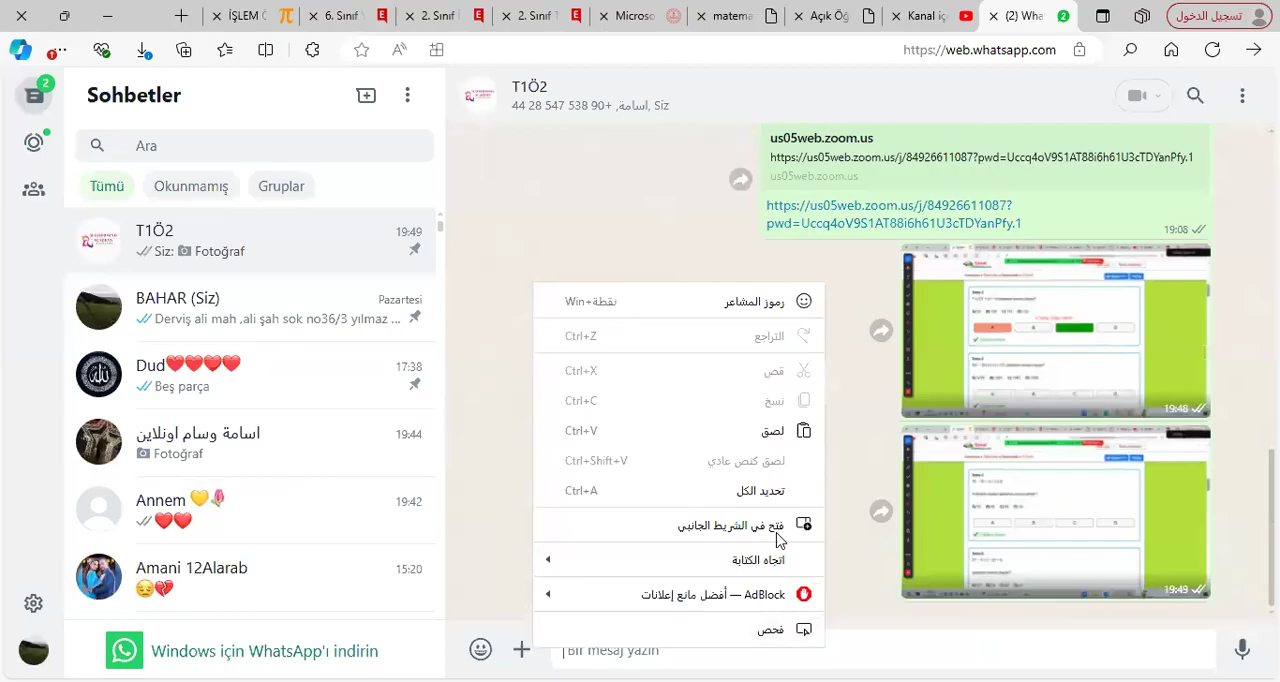 İŞLEM
6. Sınıf
2. Sınıf
2. Sınıf
Microso
matema
Açık Öğ
Kanal iç
(2) Wha
2
تسجيل الدخول
https://web.whatsapp.com
2
Sohbetler
Ara
Tümü
Okunmamış
Gruplar
T1Ö2
19:49
Siz: Fotoğraf
BAHAR (Siz)
Pazartesi
Derviş ali mah ,ali şah sok no36/3 yılmaz ...
Dud❤️❤️❤️❤️
17:38
Beş parça
اسامة وسام اونلاين
19:44
Fotoğraf
Annem
19:42
❤️❤️
Amani 12Alarab
15:20
😔💔
Windows için WhatsApp'ı indirin
T1Ö2
44 28 547 538 90+ ,اسامة, Siz
us05web.zoom.us
https://us05web.zoom.us/j/84926611087?pwd=Uccq4oV9S1AT88i6h61U3cTDYanPfy.1
us05web.zoom.us
https://us05web.zoom.us/j/84926611087?
pwd=Uccq4oV9S1AT88i6h61U3cTDYanPfy.1
19:08
19:48
19:49
رموز المشاعر
Win+نقطة
التراجع
Ctrl+Z
قص
Ctrl+X
نسخ
Ctrl+C
لصق
Ctrl+V
لصق كنص عادي
Ctrl+Shift+V
تحديد الكل
Ctrl+A
فتح في الشريط الجانبي
اتجاه الكتابة
AdBlock — أفضل مانع إعلانات
فحص
Bir mesaj yazın